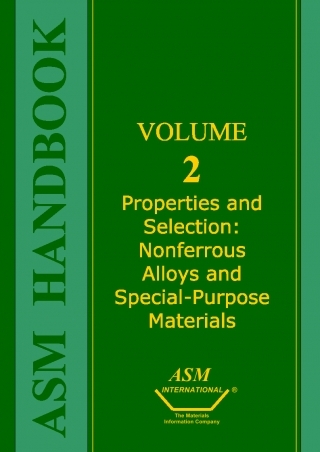 ASM HANDBOOK
VOLUME
2
Properties and
Selection:
Nonferrous
Alloys and
Special-Purpose
Materials
ASM
INTERNATIONAL ®
The Materials
Information Company